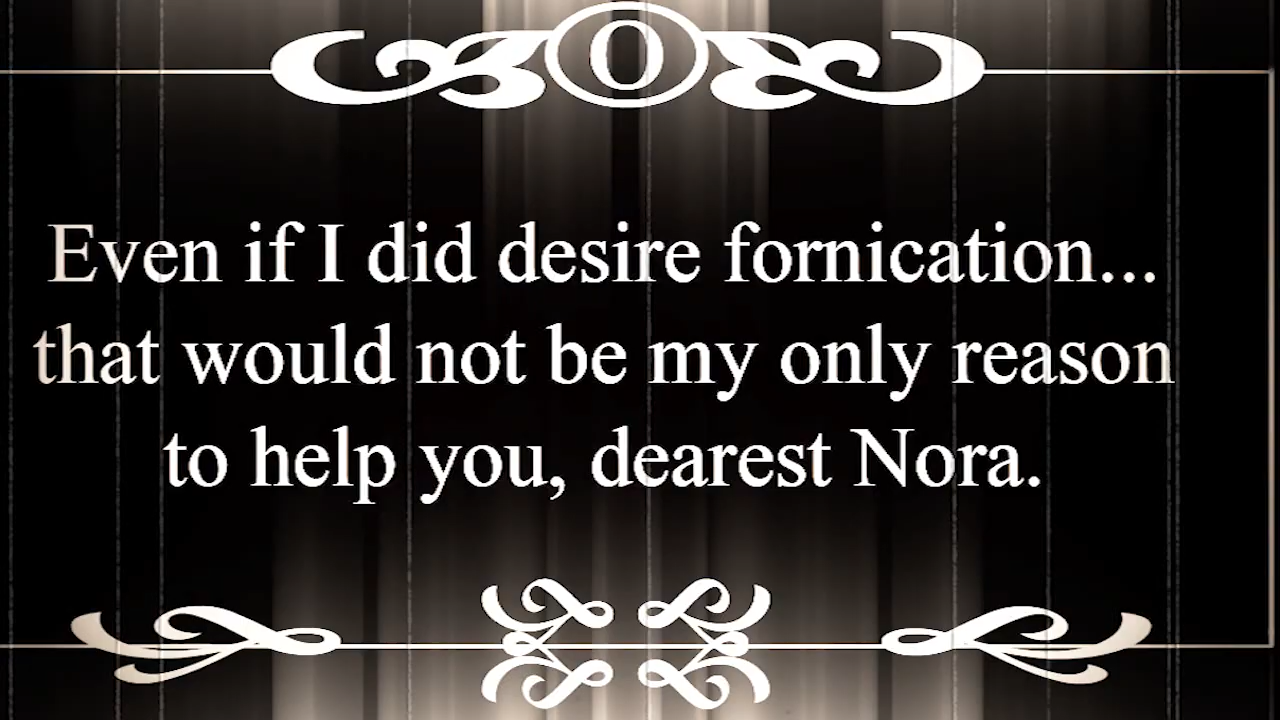 O
Even if I did desire fornication...
that would not be my only reason
to help you, dearest Nora.